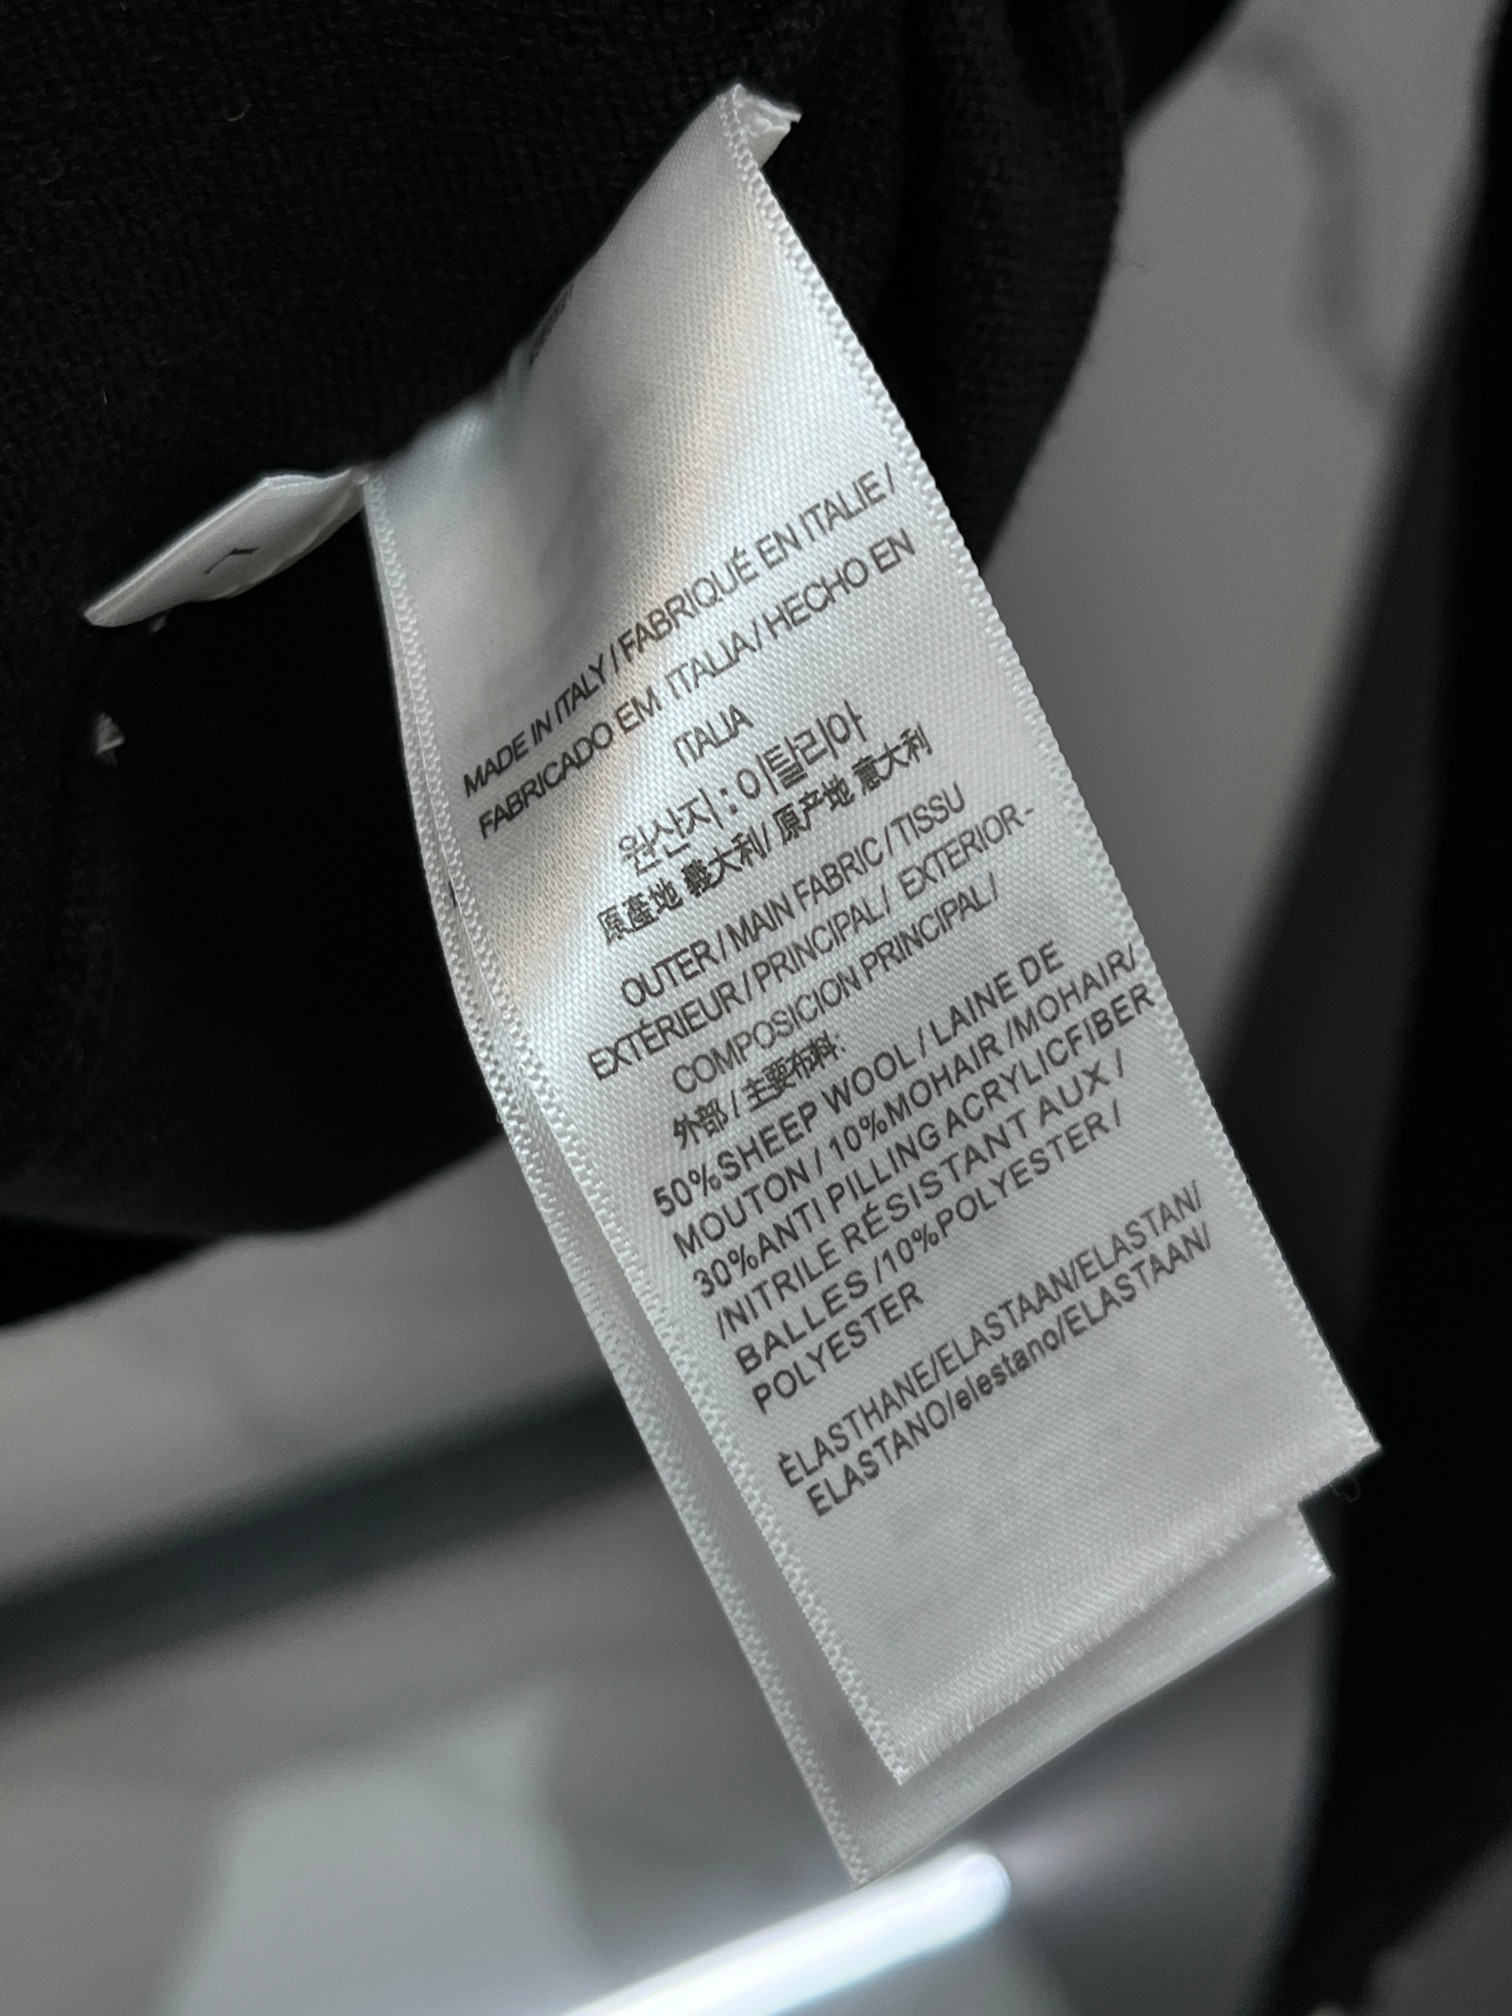 MADE IN ITALY / FABRIQUÉ EN ITALIE /
FABRICADO EM ITALIA / HECHO EN
ITALIA
원산지 : 이탈리아
原產地 義大利/ 原产地 意大利
OUTER / MAIN FABRIC / TISSU
EXTÉRIEUR / PRINCIPAL / EXTERIOR-
COMPOSICION PRINCIPAL/
外部 / 主要布料:
50%SHEEP WOOL / LAINE DE
MOUTON / 10%MOHAIR /MOHAIR/
30%ANTI PILLING ACRYLICFIBER
/NITRILE RÉSISTANT AUX /
BALLES /10%POLYESTER /
POLYESTER
ÈLASTHANE/ELASTAAN/ELASTAN/
ELASTANO/elestano/ELASTAAN/